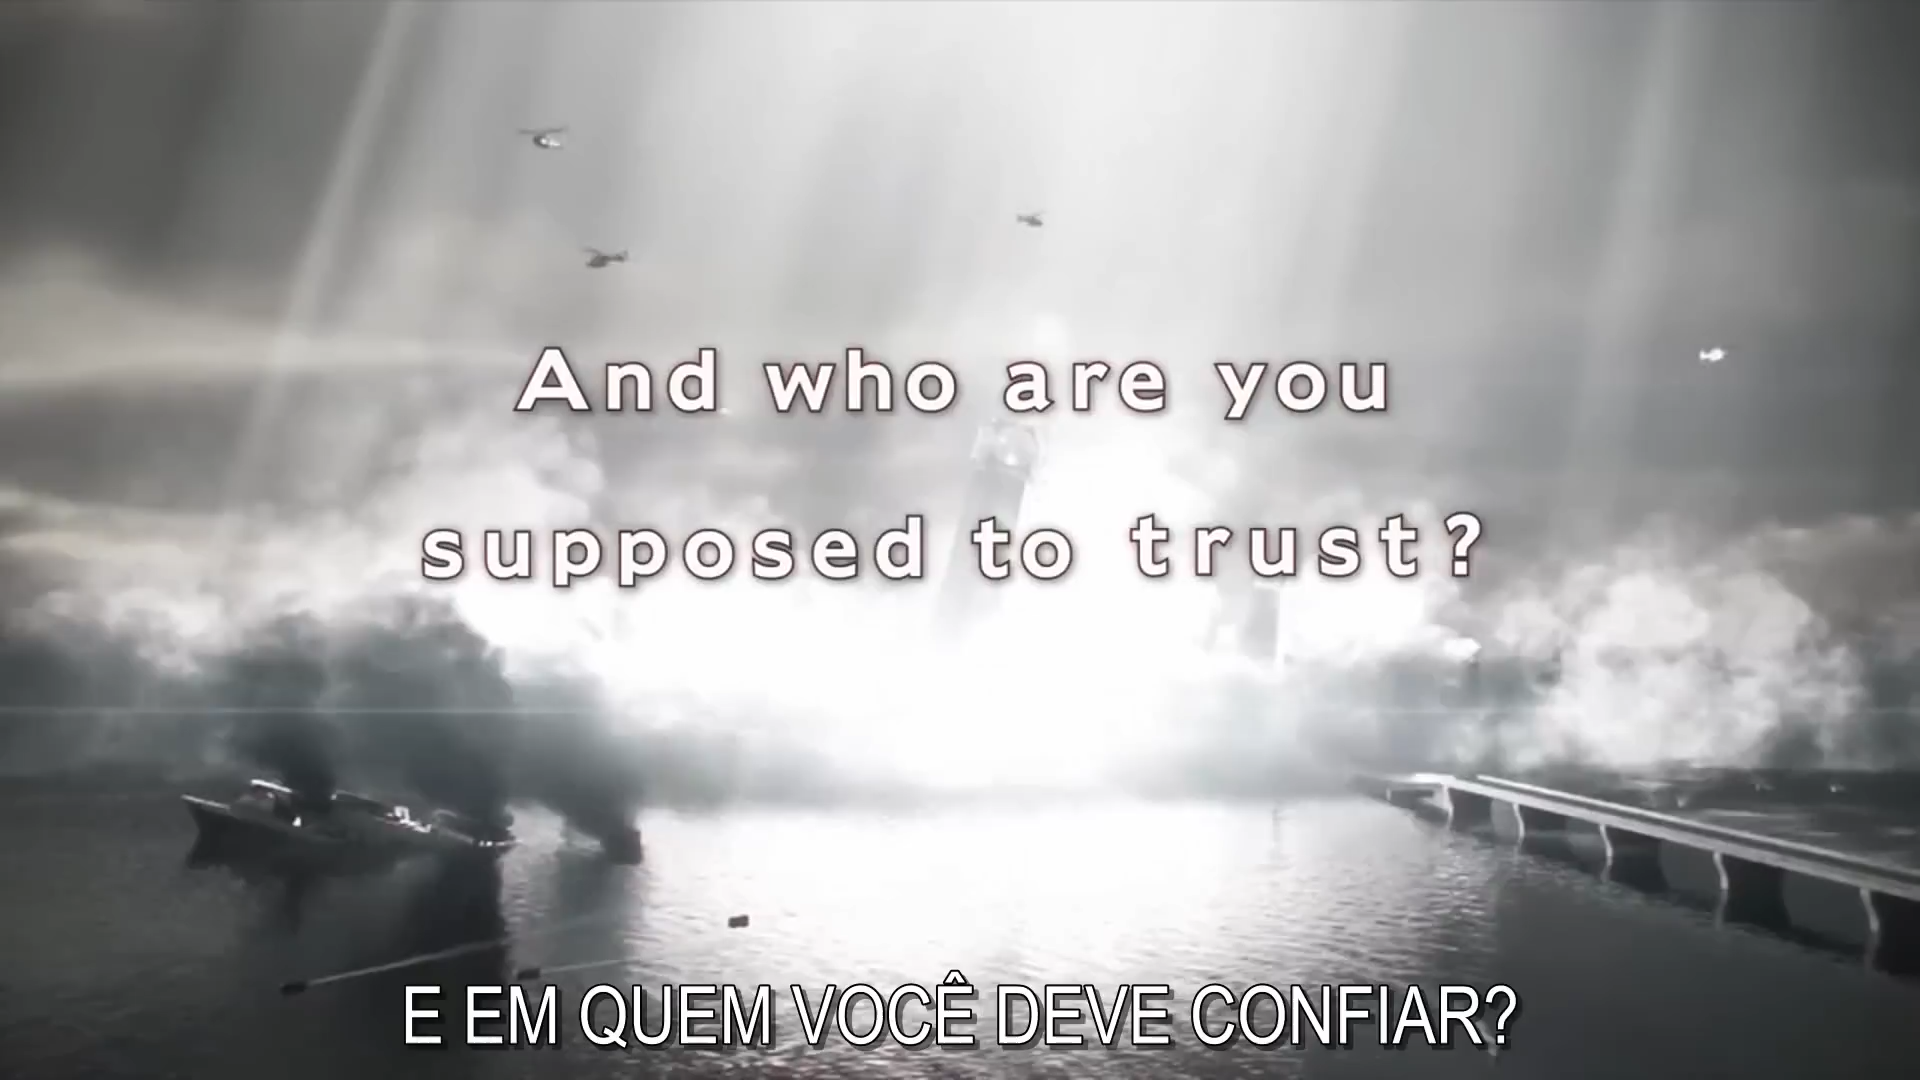 And who are you
supposed to trust?
E EM QUEM VOCÊ DEVE CONFIAR?